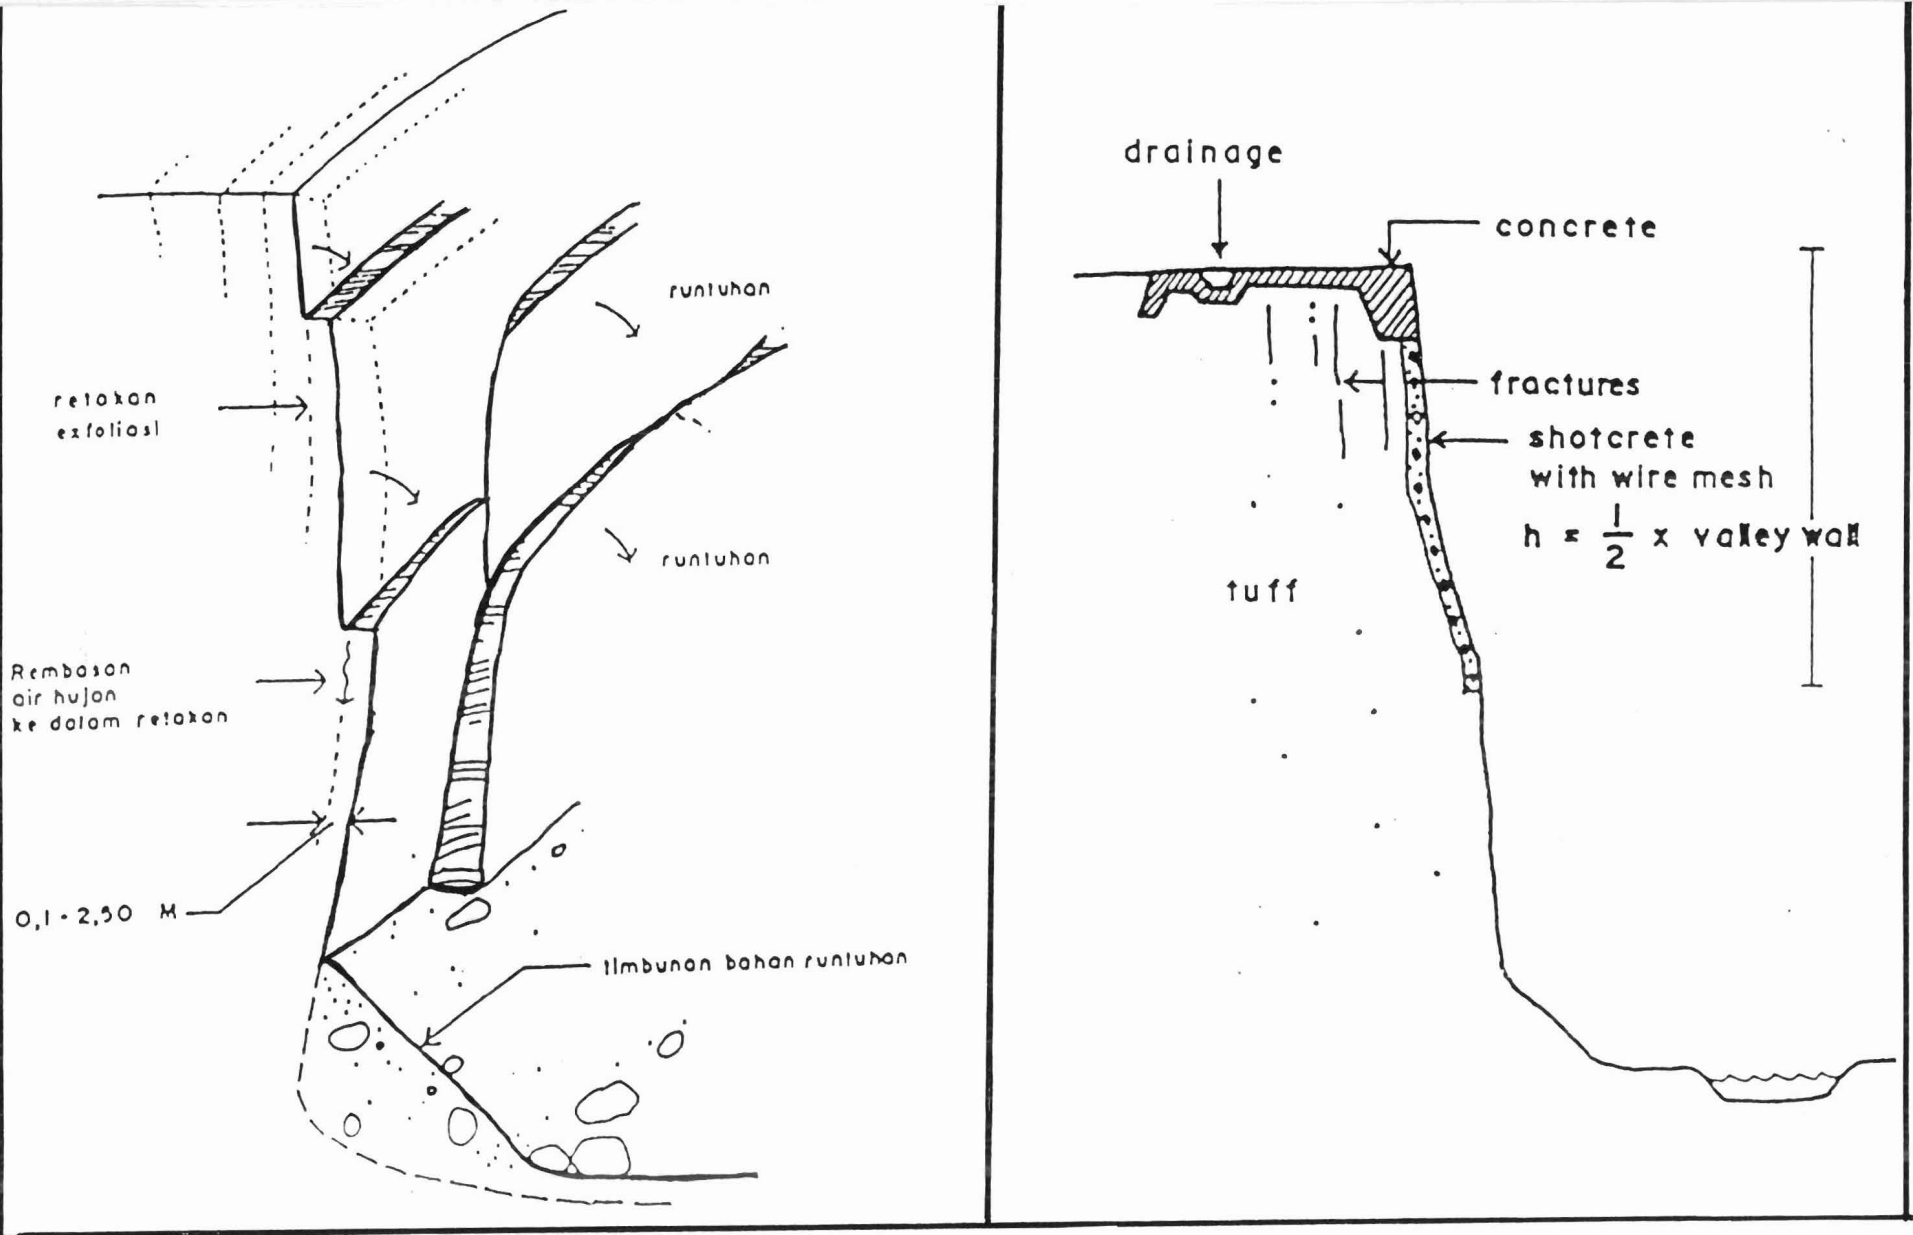 runtuhan
retakan
exfoliasi
runtuhan
Rembasan
air hujan
ke dalam retakan
0,1 - 2,50 M
timbunan bahan runtuhan
drainage
concrete
fractures
shotcrete
with wire mesh
h = 1/2 x valley wall
tuff